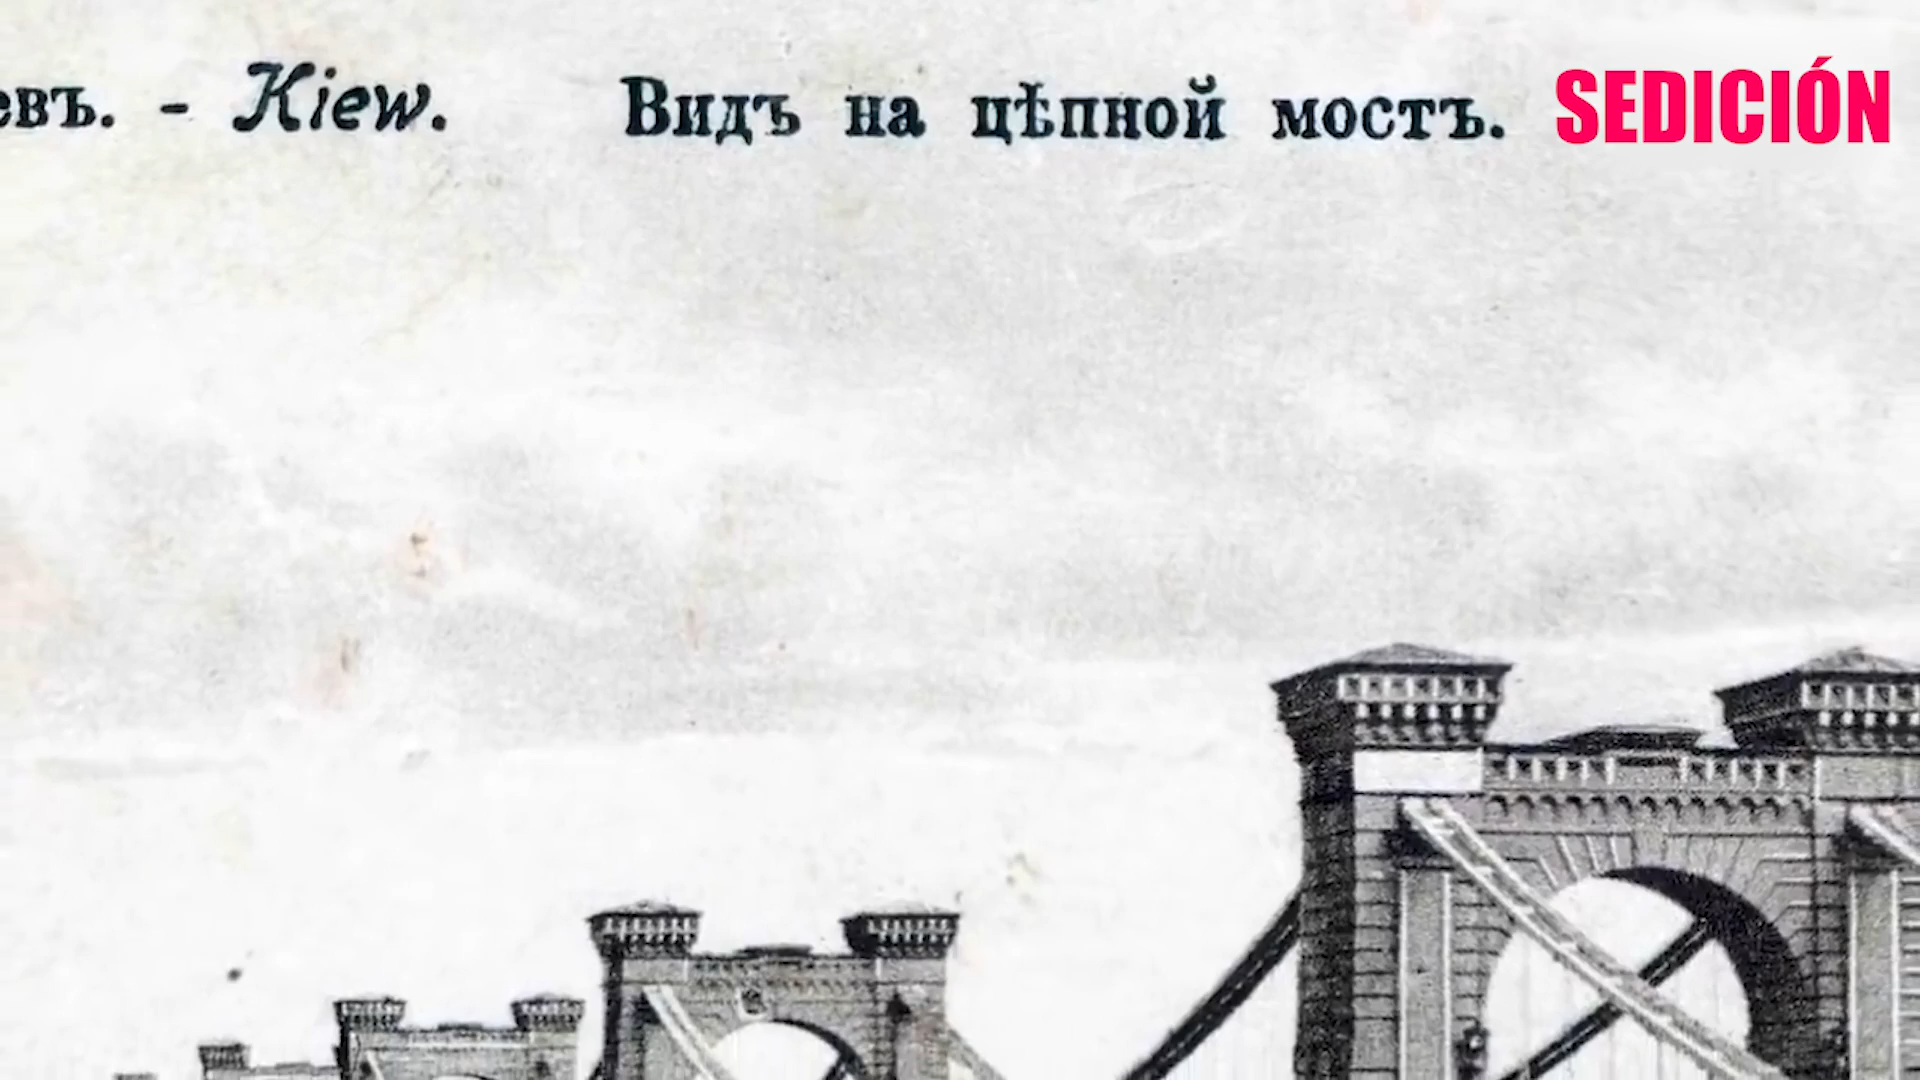 евъ. - Kiew. Видъ на цѣпной мостъ.
SEDICIÓN